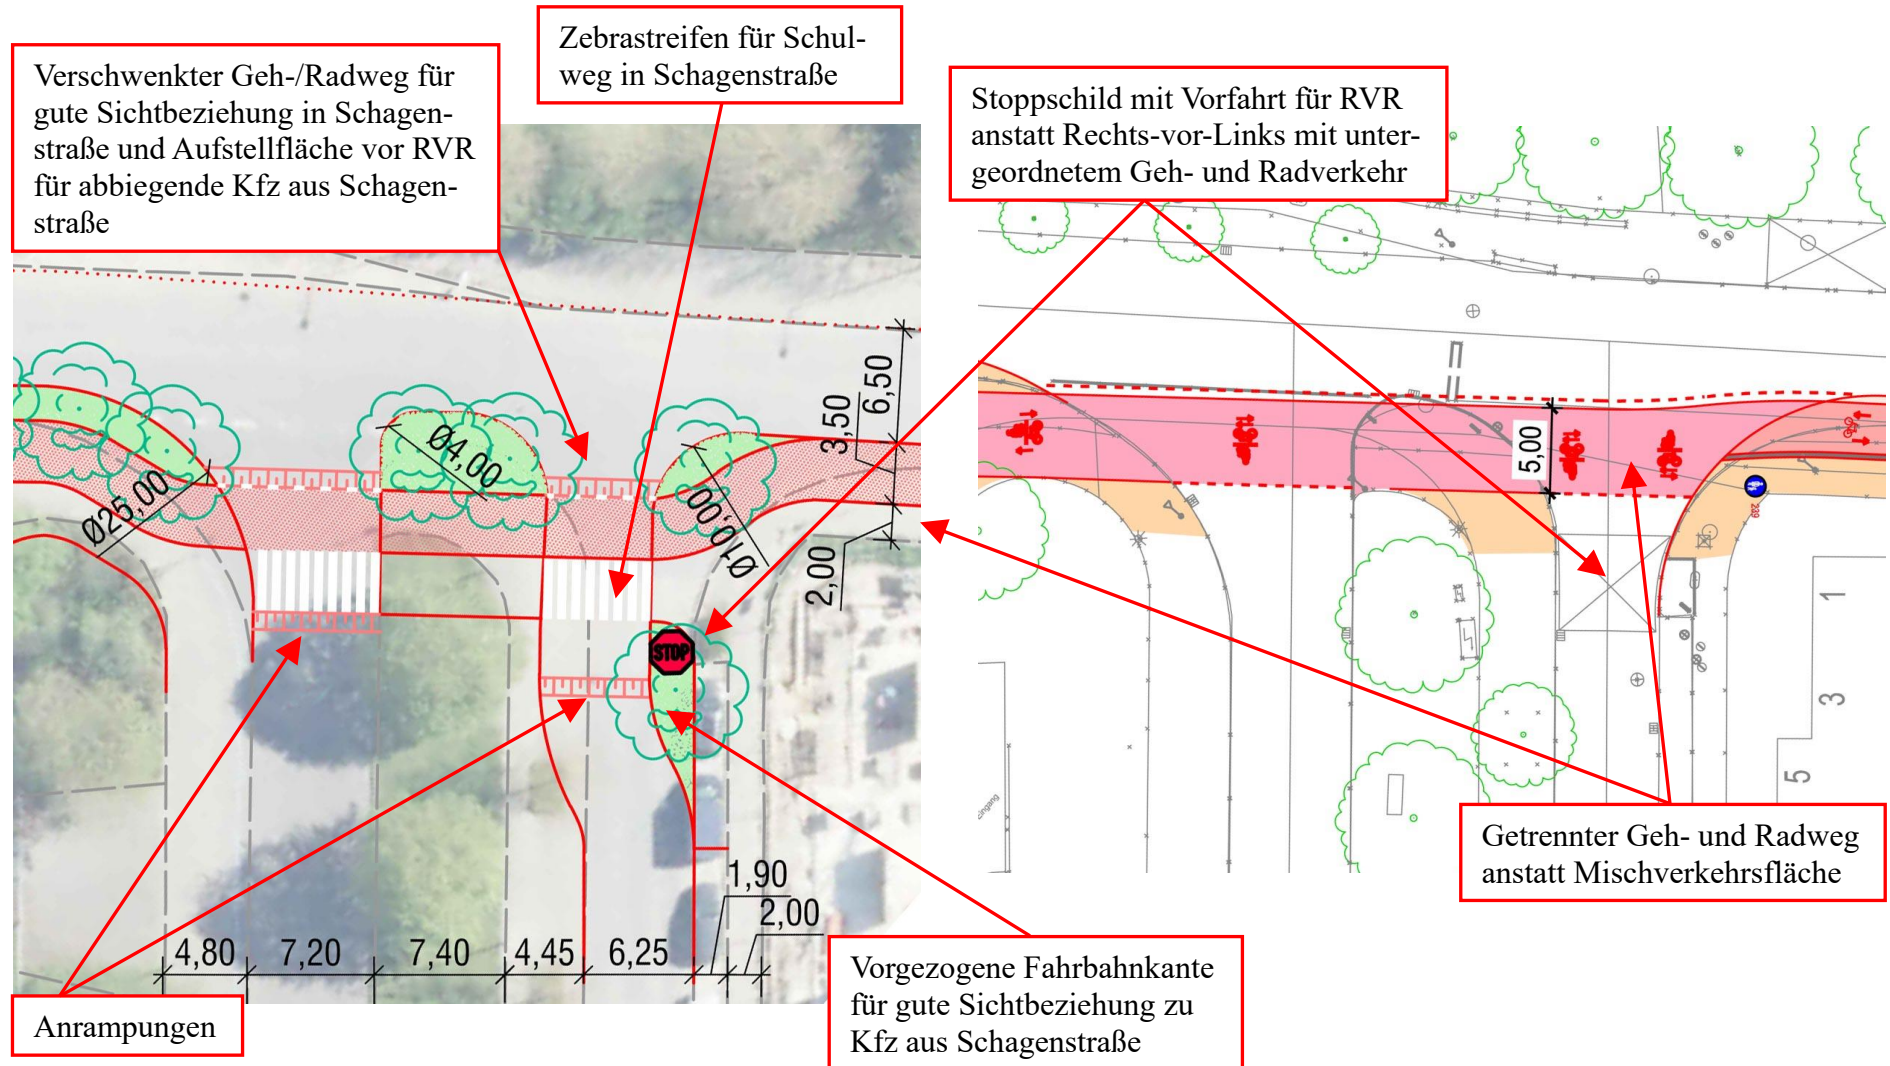 Zebrastreifen für Schul-
weg in Schagenstraße
Verschwenkter Geh-/Radweg für
gute Sichtbeziehung in Schagen-
straße und Aufstellfläche vor RVR
für abbiegende Kfz aus Schagen-
straße
Stoppschild mit Vorfahrt für RVR
anstatt Rechts-vor-Links mit unter-
geordnetem Geh- und Radverkehr
6,50
3,50
2,00
Ø25,00
Ø4,00
Ø10,00
STOP
5,00
239
1
3
5
1,90
2,00
4,80
7,20
7,40
4,45
6,25
Getrennter Geh- und Radweg
anstatt Mischverkehrsfläche
Vorgezogene Fahrbahnkante
für gute Sichtbeziehung zu
Kfz aus Schagenstraße
Anrampungen